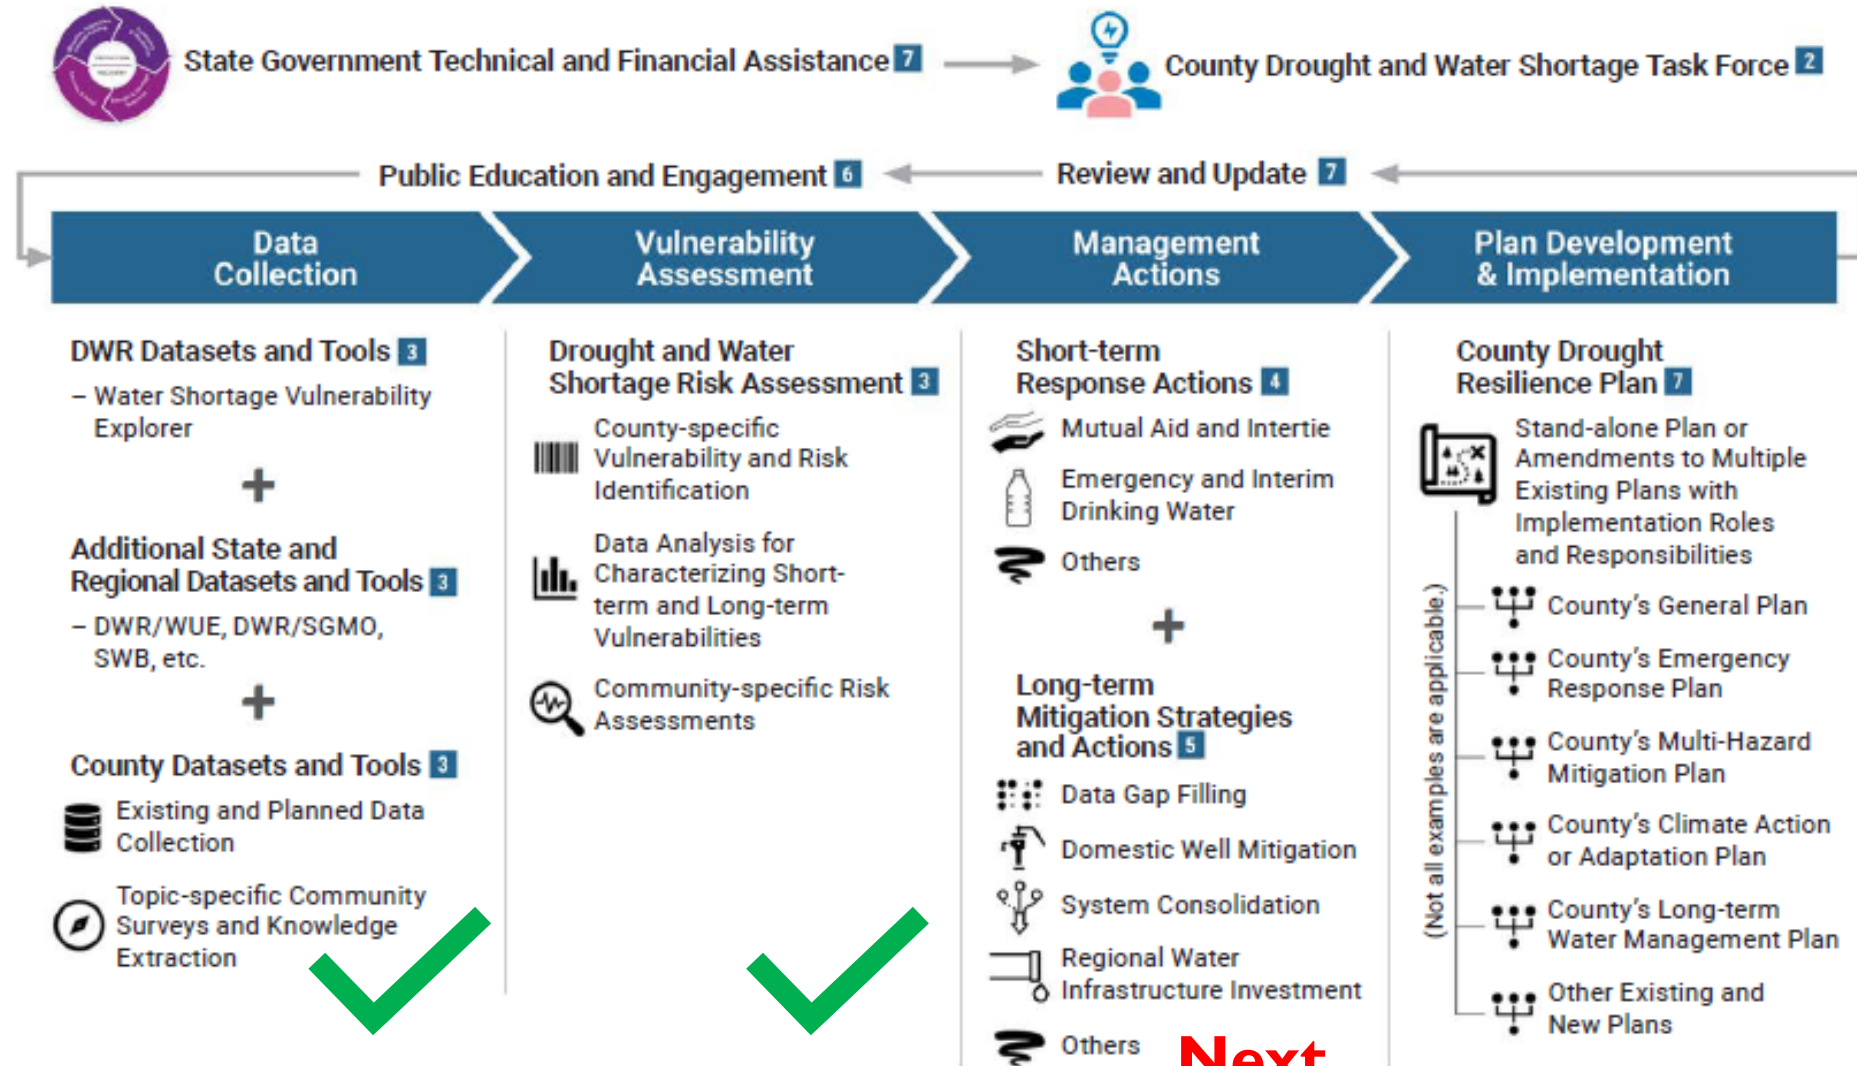 State Government Technical and Financial Assistance 7
County Drought and Water Shortage Task Force 2
Public Education and Engagement 6
Review and Update 7
Data
Collection
Vulnerability
Assessment
Management
Actions
Plan Development
& Implementation
DWR Datasets and Tools 3
– Water Shortage Vulnerability
Explorer
+
Additional State and
Regional Datasets and Tools 3
– DWR/WUE, DWR/SGMO,
SWB, etc.
+
County Datasets and Tools 3
Existing and Planned Data
Collection
Topic-specific Community
Surveys and Knowledge
Extraction
Drought and Water
Shortage Risk Assessment 3
County-specific
Vulnerability and Risk
Identification
Data Analysis for
Characterizing Short-
term and Long-term
Vulnerabilities
Community-specific Risk
Assessments
Short-term
Response Actions 4
Mutual Aid and Intertie
Emergency and Interim
Drinking Water
Others
+
Long-term
Mitigation Strategies
and Actions 5
Data Gap Filling
Domestic Well Mitigation
System Consolidation
Regional Water
Infrastructure Investment
Others
Next
County Drought
Resilience Plan 7
Stand-alone Plan or
Amendments to Multiple
Existing Plans with
Implementation Roles
and Responsibilities
(Not all examples are applicable.)
County's General Plan
County's Emergency
Response Plan
County's Multi-Hazard
Mitigation Plan
County's Climate Action
or Adaptation Plan
County's Long-term
Water Management Plan
Other Existing and
New Plans